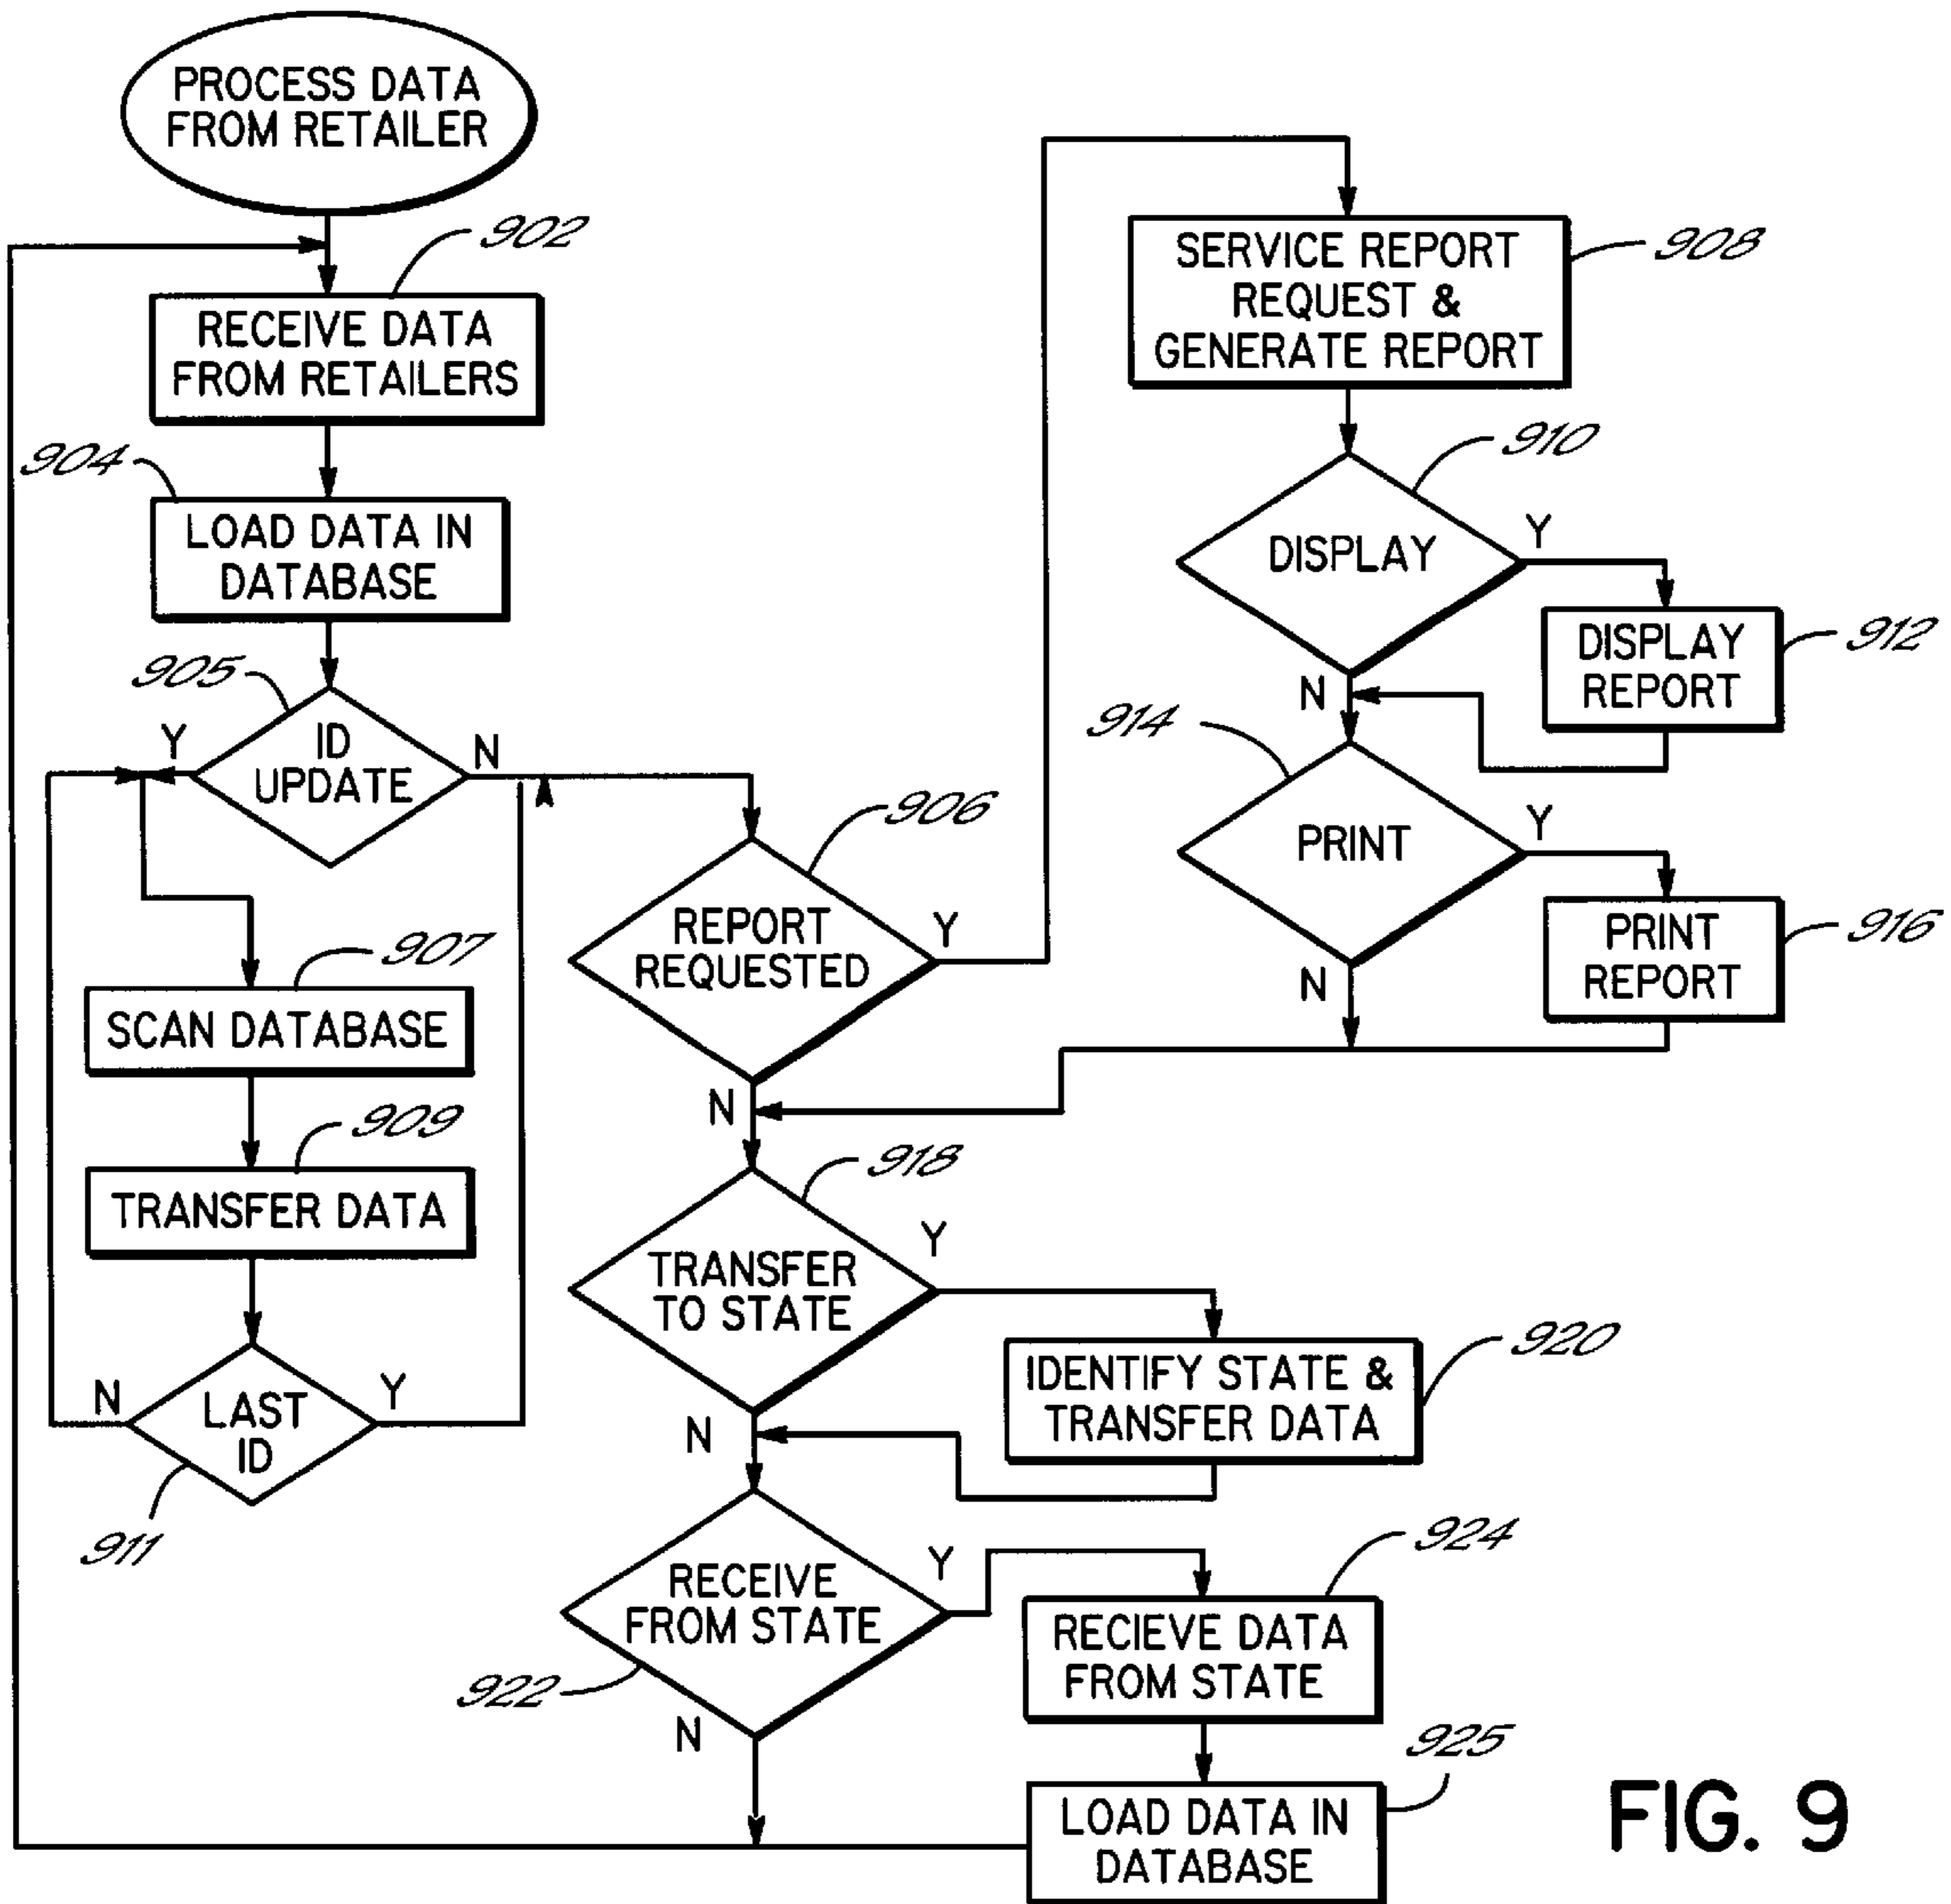 PROCESS DATA
FROM RETAILER
902
RECEIVE DATA
FROM RETAILERS
904
LOAD DATA IN
DATABASE
905
ID
UPDATE
Y
N
907
SCAN DATABASE
909
TRANSFER DATA
LAST
ID
N
Y
911
906
REPORT
REQUESTED
Y
N
908
SERVICE REPORT
REQUEST &
GENERATE REPORT
910
DISPLAY
Y
N
912
DISPLAY
REPORT
914
PRINT
Y
N
916
PRINT
REPORT
918
TRANSFER
TO STATE
Y
N
920
IDENTIFY STATE &
TRANSFER DATA
922
RECEIVE
FROM STATE
Y
N
924
RECIEVE DATA
FROM STATE
925
LOAD DATA IN
DATABASE
FIG. 9